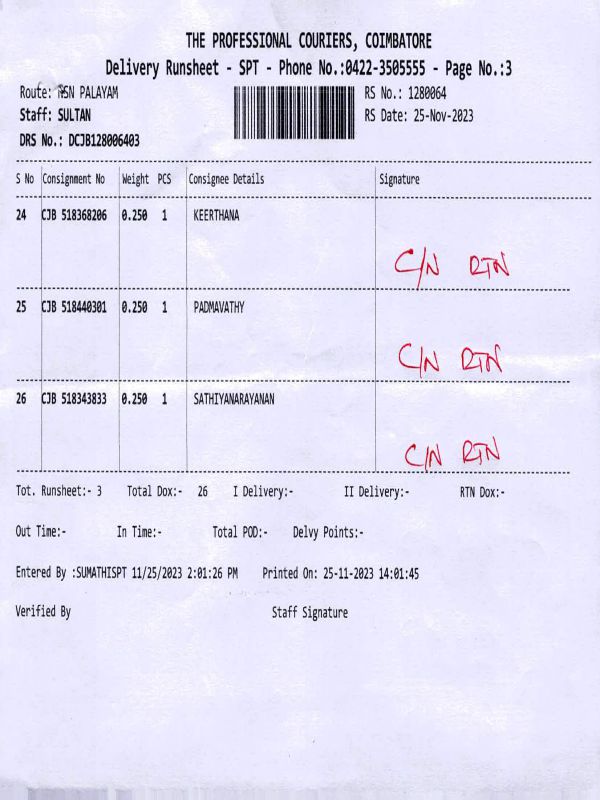 THE PROFESSIONAL COURIERS, COIMBATORE
Delivery Runsheet - SPT - Phone No.:0422-3505555 - Page No.:3
Route: RSN PALAYAM
RS No.: 1280064
Staff: SULTAN
RS Date: 25-Nov-2023
DRS No.: DCJB128006403
S No Consignment No Weight PCS Consignee Details Signature
24 CJB 518368206 0.250 1 KEERTHANA
C/N RTN
25 CJB 518440301 0.250 1 PADMAVATHY
C/N RTN
26 CJB 518343833 0.250 1 SATHIYANARAYANAN
C/N RTN
Tot. Runsheet:- 3 Total Dox:- 26 I Delivery:- II Delivery:- RTN Dox:-
Out Time:- In Time:- Total POD:- Delvy Points:-
Entered By :SUMATHISPT 11/25/2023 2:01:26 PM Printed On: 25-11-2023 14:01:45
Verified By Staff Signature